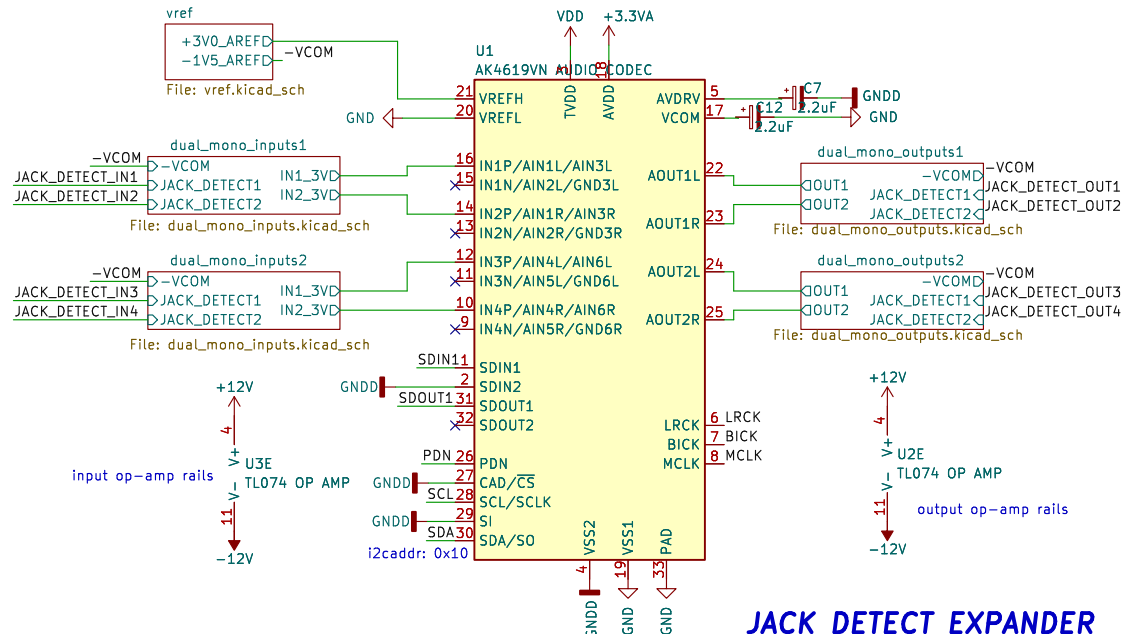 vref
+3V0_AREF
-1V5_AREF
-VCOM
File: vref.kicad_sch
VDD
+3.3VA
U1
AK4619VN AUDIO CODEC
18
21
VREFH
20
VREFL
GND
TVDD
AVDD
AVDRV
5
VCOM
17
C7
2.2uF
GNDD
C12
2.2uF
GND
dual_mono_inputs1
-VCOM
-VCOM
JACK_DETECT_IN1
JACK_DETECT1
JACK_DETECT_IN2
JACK_DETECT2
IN1_3V
IN2_3V
File: dual_mono_inputs.kicad_sch
16
IN1P/AIN1L/AIN3L
15
IN1N/AIN2L/GND3L
14
IN2P/AIN1R/AIN3R
13
IN2N/AIN2R/GND3R
AOUT1L
22
AOUT1R
23
dual_mono_outputs1
OUT1
OUT2
-VCOM
JACK_DETECT1
JACK_DETECT2
-VCOM
JACK_DETECT_OUT1
JACK_DETECT_OUT2
File: dual_mono_outputs.kicad_sch
dual_mono_inputs2
-VCOM
-VCOM
JACK_DETECT_IN3
JACK_DETECT1
JACK_DETECT_IN4
JACK_DETECT2
IN1_3V
IN2_3V
File: dual_mono_inputs.kicad_sch
12
IN3P/AIN4L/AIN6L
11
IN3N/AIN5L/GND6L
10
IN4P/AIN4R/AIN6R
9
IN4N/AIN5R/GND6R
AOUT2L
24
AOUT2R
25
dual_mono_outputs2
OUT1
OUT2
-VCOM
JACK_DETECT1
JACK_DETECT2
-VCOM
JACK_DETECT_OUT3
JACK_DETECT_OUT4
File: dual_mono_outputs.kicad_sch
SDIN1
1
SDIN1
GNDD
2
SDIN2
SDOUT1
31
SDOUT1
32
SDOUT2
PDN
26
PDN
GNDD
27
CAD/CS
SCL
28
SCL/SCLK
GNDD
29
SI
SDA
30
SDA/SO
i2caddr: 0x10
LRCK
6
LRCK
BICK
7
BICK
MCLK
8
MCLK
VSS2
VSS1
PAD
4
19
33
GNDD
GND
GND
+12V
4
V+
V-
11
U3E
TL074 OP AMP
-12V
input op-amp rails
+12V
4
V+
V-
11
U2E
TL074 OP AMP
-12V
output op-amp rails
JACK DETECT EXPANDER